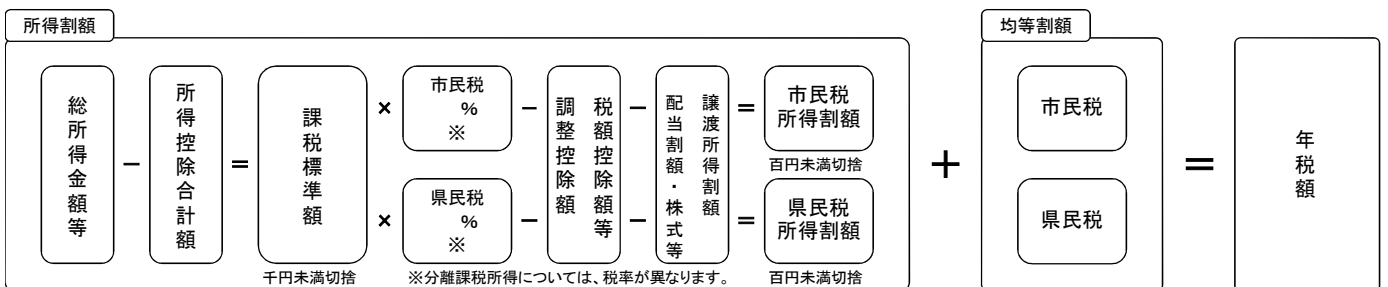 所得割額
総所得金額等
−
所得控除合計額
＝
課税標準額
千円未満切捨
×
市民税
%
※
−
×
県民税
%
※
−
※分離課税所得については、税率が異なります。
税額控除額等
調整控除額
−
−
譲渡所得割額
配当割額・株式等
＝
市民税
所得割額
百円未満切捨
＝
県民税
所得割額
百円未満切捨
＋
均等割額
市民税
県民税
＝
年税額